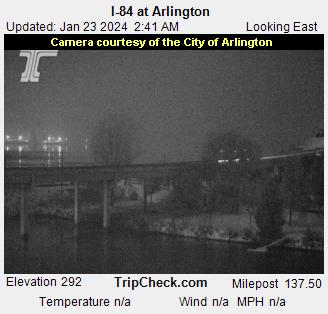 I-84 at Arlington
Updated: Jan 23 2024 2:41 AM Looking East
Camera courtesy of the City of Arlington
Elevation 292 TripCheck.com Milepost 137.50
Temperature n/a Wind n/a MPH n/a